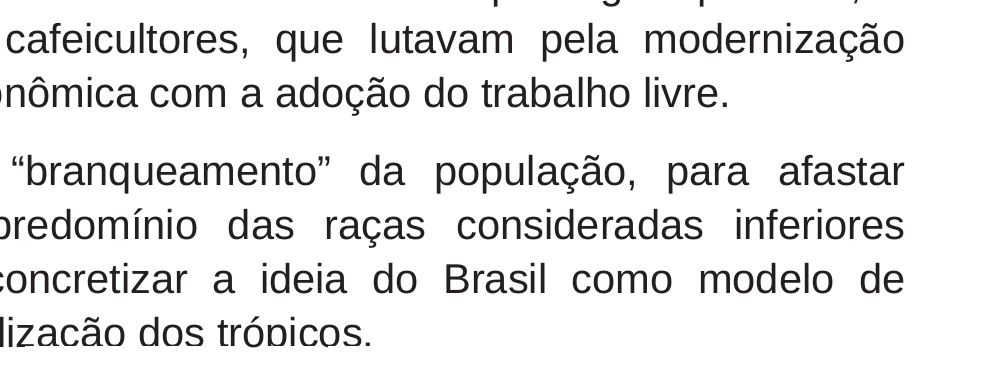 cafeicultores, que lutavam pela modernização
onômica com a adoção do trabalho livre.
“branqueamento” da população, para afastar
predomínio das raças consideradas inferiores
concretizar a ideia do Brasil como modelo de
lização dos trópicos.